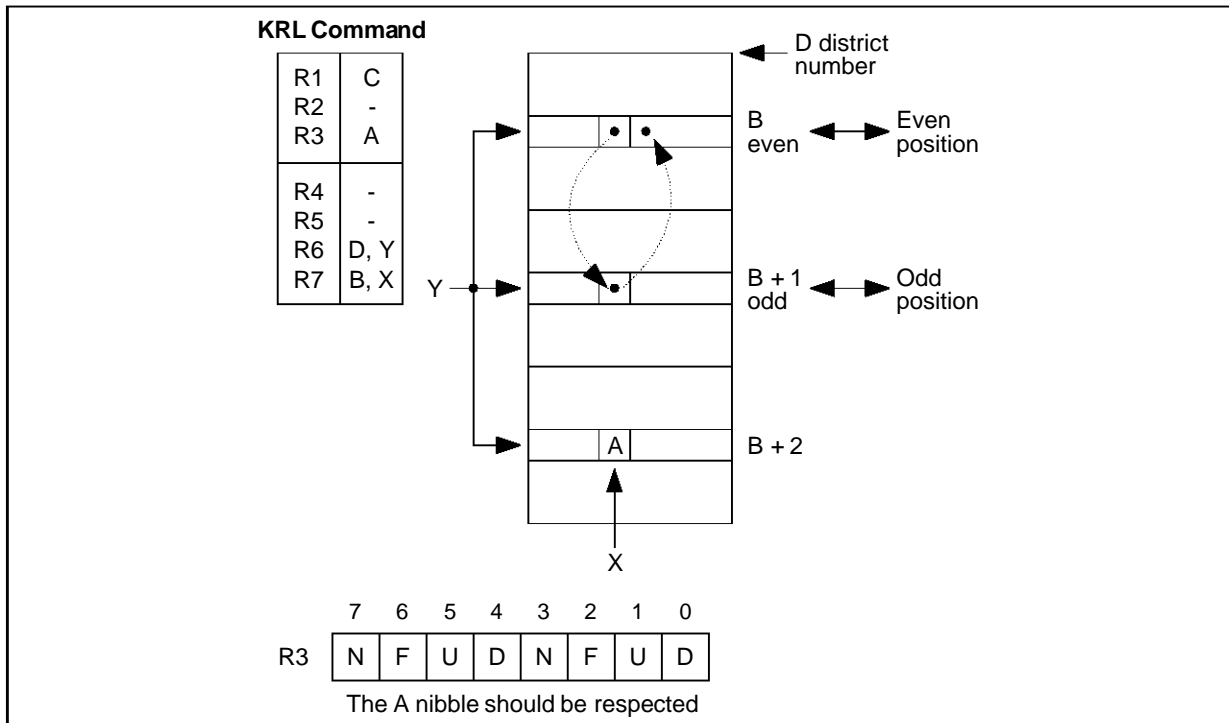 KRL Command
R1 C
R2 -
R3 A
R4 -
R5 -
R6 D, Y
R7 B, X
D district
number
B
even
Even
position
Y
B + 1
odd
Odd
position
A
B + 2
X
7 6 5 4 3 2 1 0
R3 N F U D N F U D
The A nibble should be respected